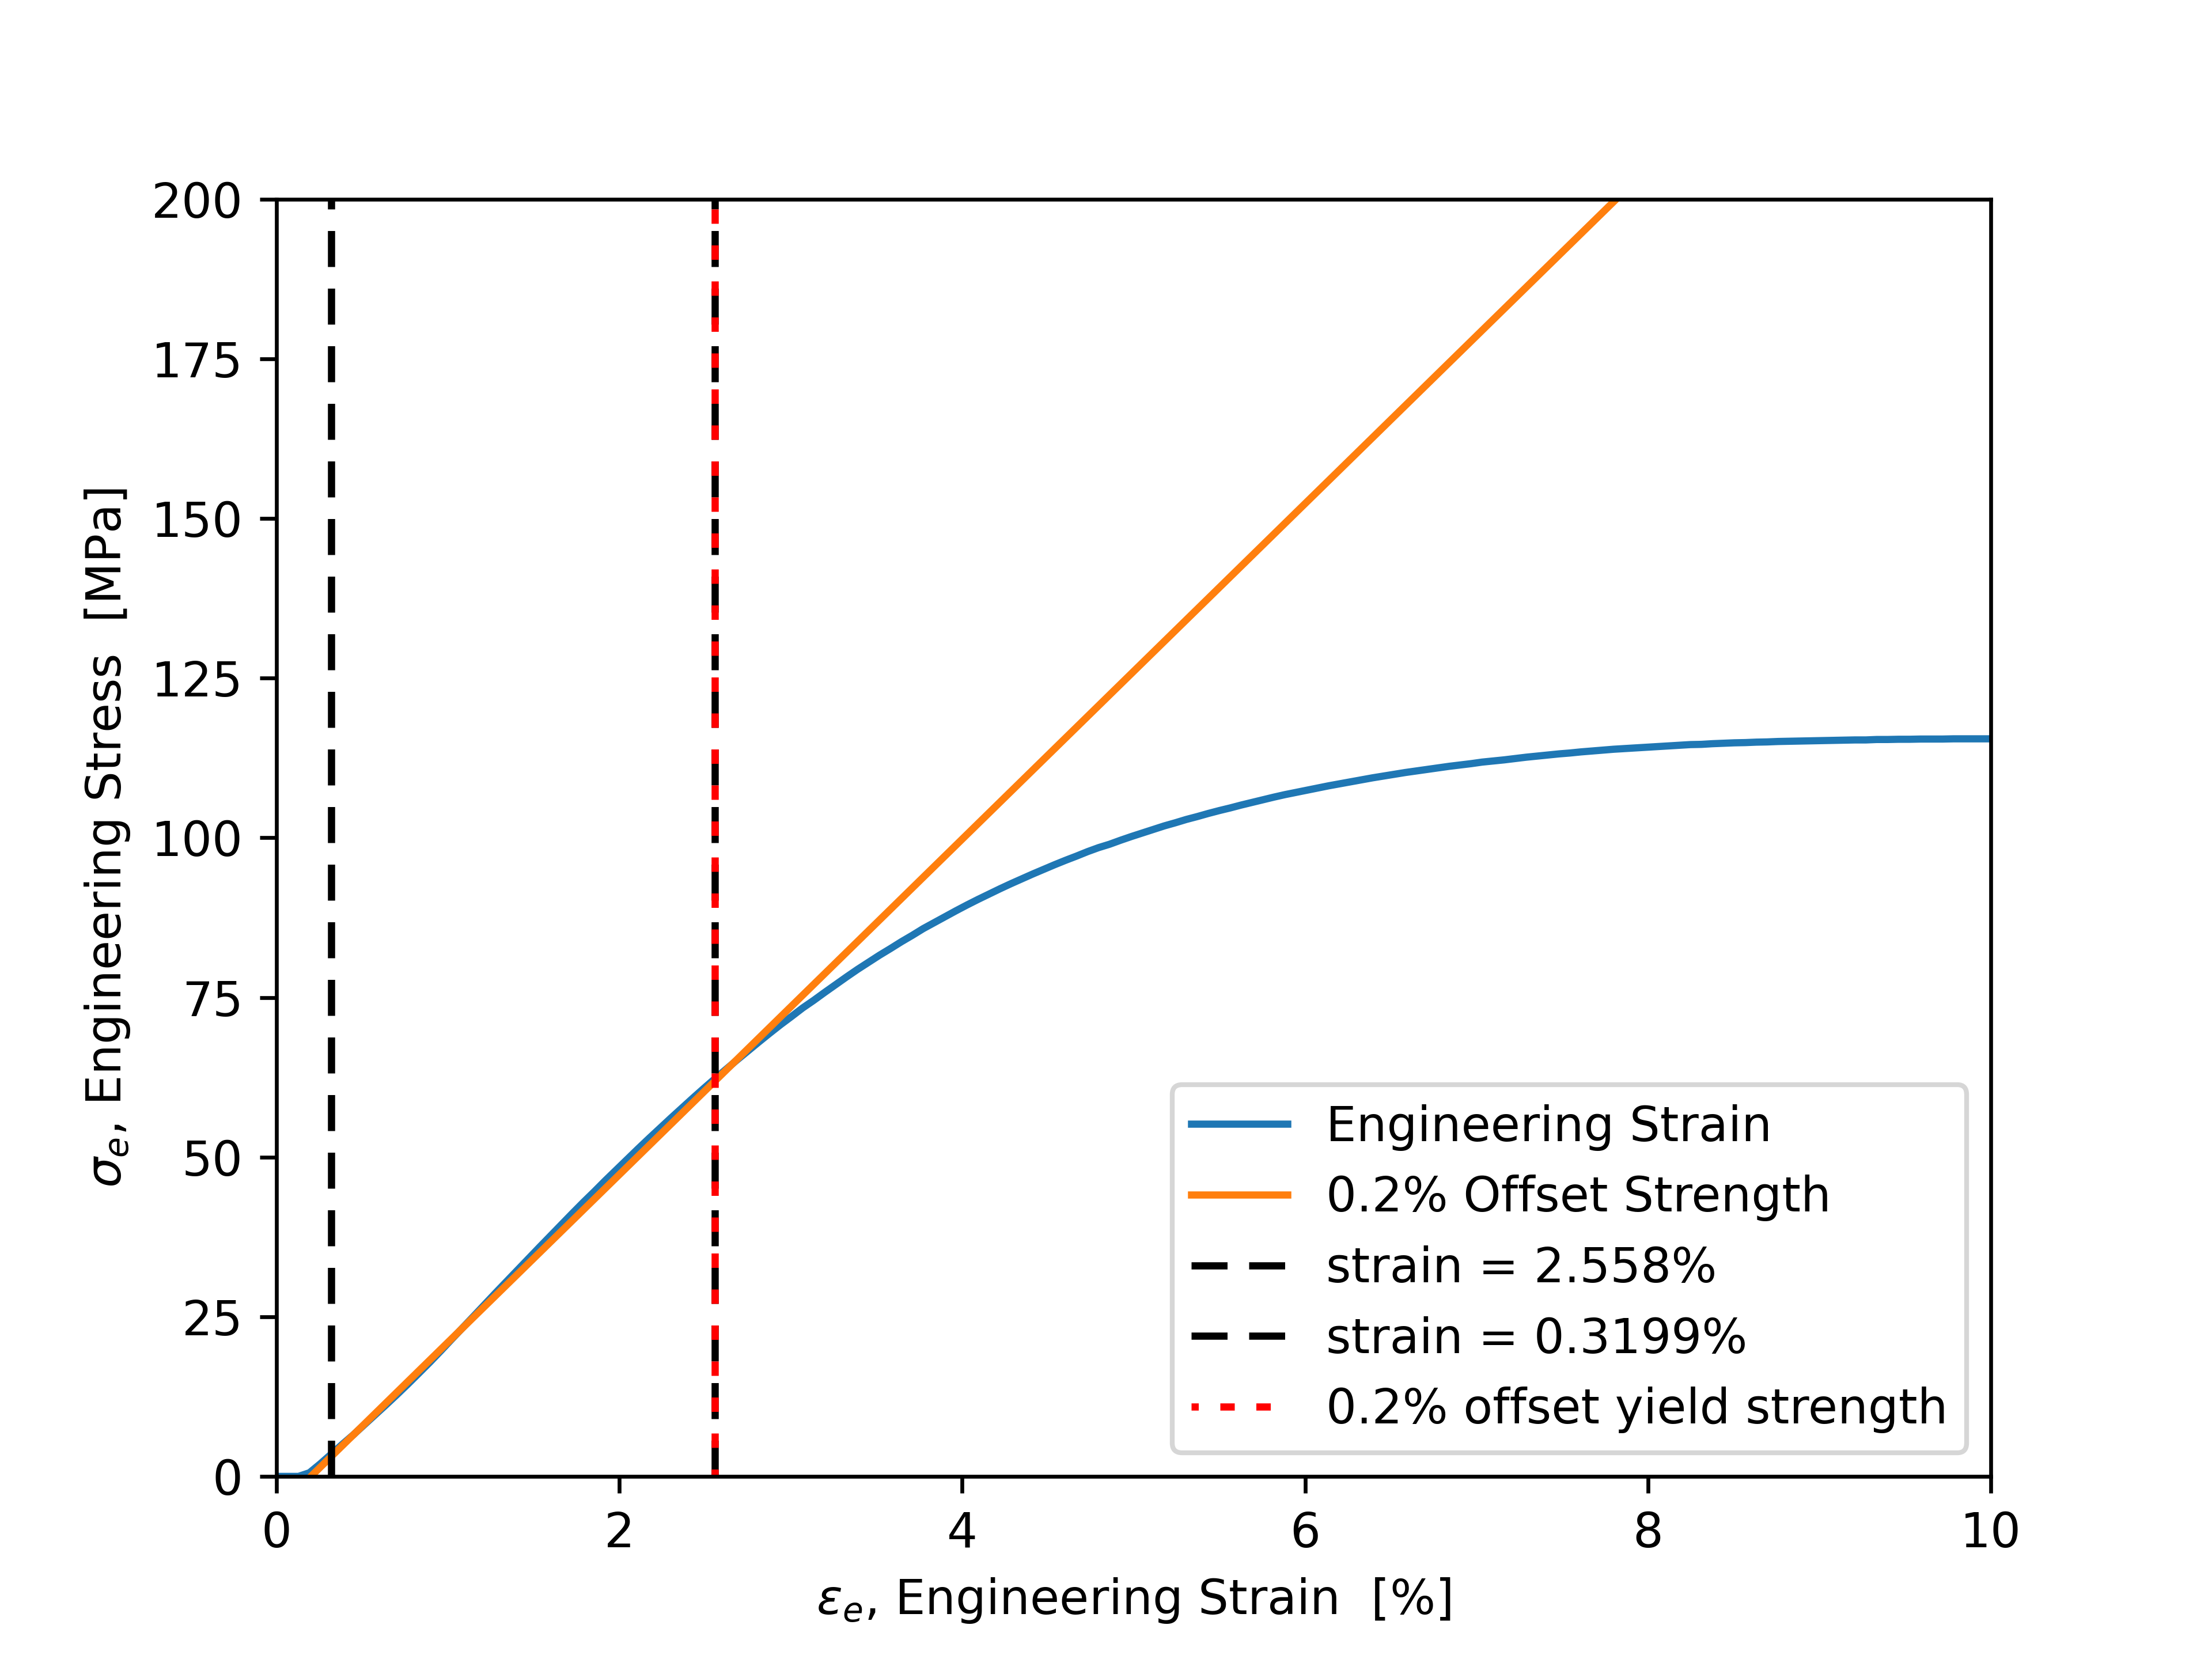 200
175
150
125
100
75
50
25
0
σe, Engineering Stress [MPa]
Engineering Strain
0.2% Offset Strength
strain = 2.558%
strain = 0.3199%
0.2% offset yield strength
0 2 4 6 8 10
εe, Engineering Strain [%]